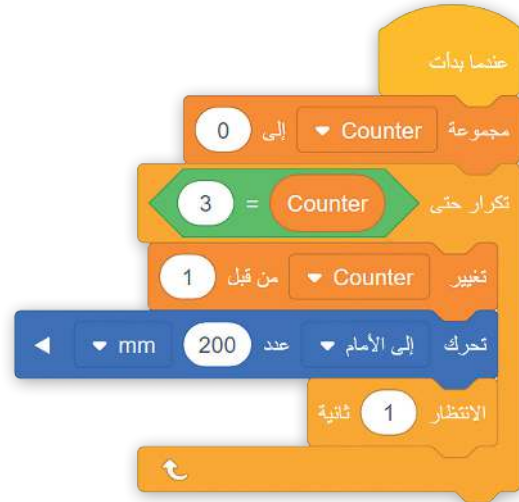 عندما بدأت
مجموعة Counter إلى 0
تكرار حتى Counter = 3
تغيير Counter من قبل 1
تحرك إلى الأمام عدد 200 mm
الانتظار 1 ثانية